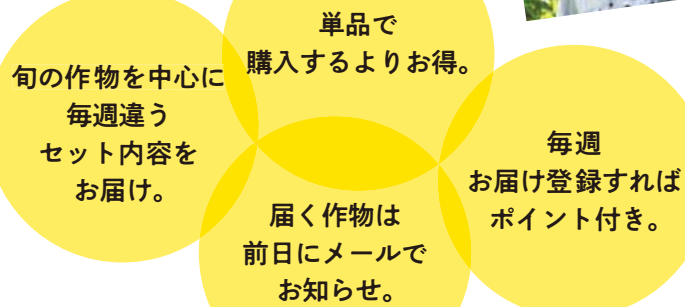 旬の作物を中心に
毎週違う
セット内容を
お届け。
単品で
購入するよりお得。
届く作物は
前日にメールで
お知らせ。
毎週
お届け登録すれば
ポイント付き。